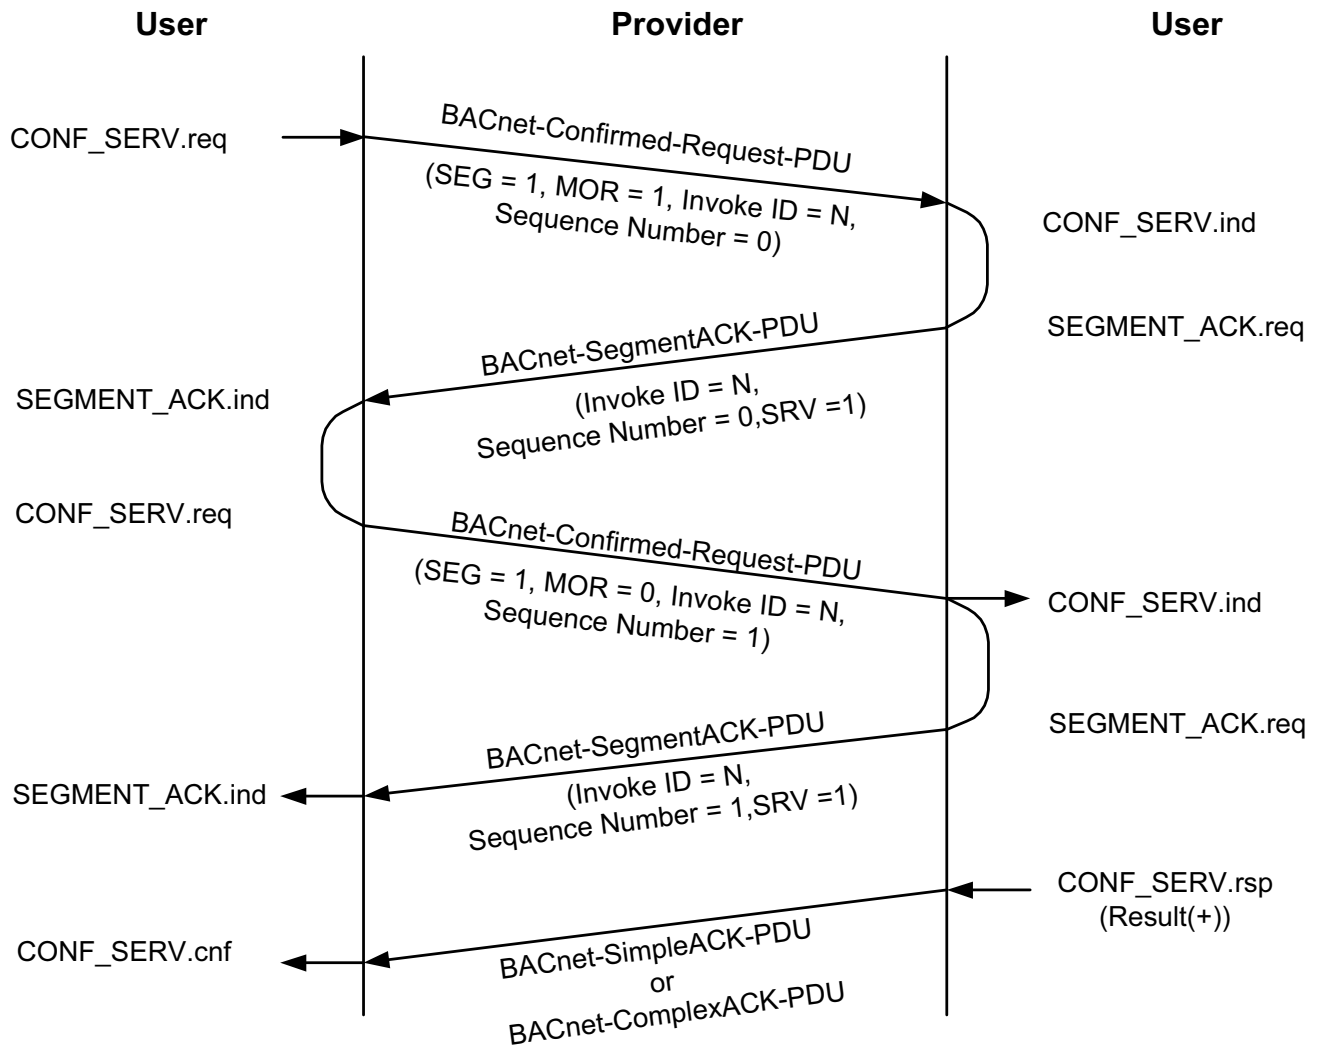 User
Provider
User
CONF_SERV.req
BACnet-Confirmed-Request-PDU
(SEG = 1, MOR = 1, Invoke ID = N,
Sequence Number = 0)
CONF_SERV.ind
SEGMENT_ACK.req
BACnet-SegmentACK-PDU
(Invoke ID = N,
Sequence Number = 0,SRV =1)
SEGMENT_ACK.ind
CONF_SERV.req
BACnet-Confirmed-Request-PDU
(SEG = 1, MOR = 0, Invoke ID = N,
Sequence Number = 1)
CONF_SERV.ind
SEGMENT_ACK.req
BACnet-SegmentACK-PDU
(Invoke ID = N,
Sequence Number = 1,SRV =1)
SEGMENT_ACK.ind
CONF_SERV.rsp
(Result(+))
CONF_SERV.cnf
BACnet-SimpleACK-PDU
or
BACnet-ComplexACK-PDU